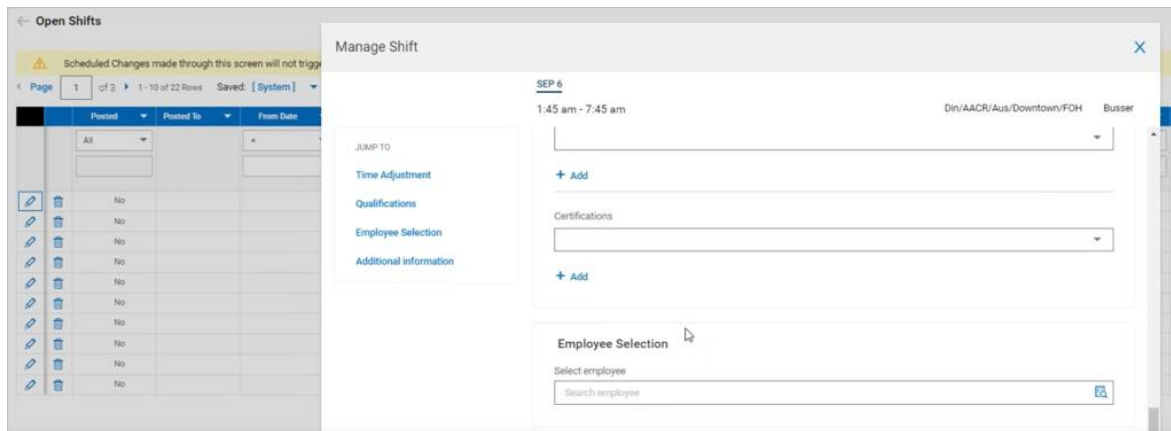 Open Shifts
Scheduled Changes made through this screen will not trigge
Page 1 of 3 1 - 10 of 22 Rows Saved: [ System ]
Posted Posted To From Date
All =
No
No
No
No
No
No
No
No
No
No
Manage Shift
SEP 6
1:45 am - 7:45 am Din/AACR/Aus/Downtown/FOH Busser
JUMP TO
Time Adjustment
Qualifications
Employee Selection
Additional information
+ Add
Certifications
+ Add
Employee Selection
Select employee
Search employee